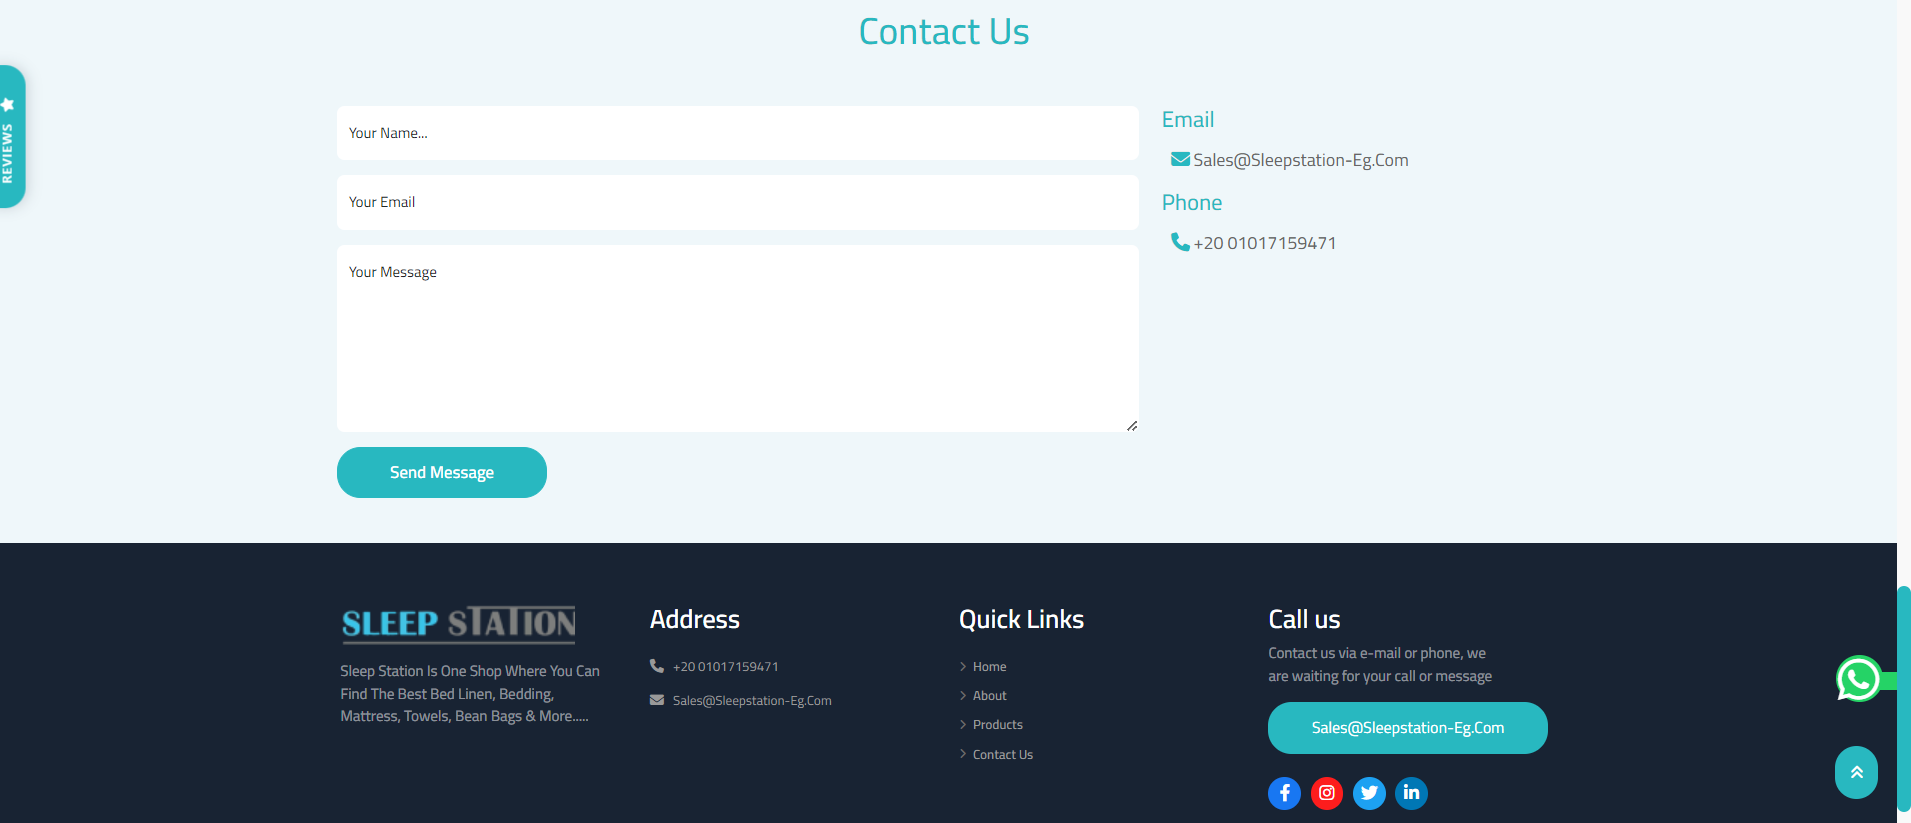 Contact Us
REVIEWS
Your Name...
Your Email
Your Message
Send Message
Email
Sales@Sleepstation-Eg.Com
Phone
+20 01017159471
SLEEP STATION
Sleep Station Is One Shop Where You Can
Find The Best Bed Linen, Bedding,
Mattress, Towels, Bean Bags & More.....
Address
+20 01017159471
Sales@Sleepstation-Eg.Com
Quick Links
Home
About
Products
Contact Us
Call us
Contact us via e-mail or phone, we
are waiting for your call or message
Sales@Sleepstation-Eg.Com